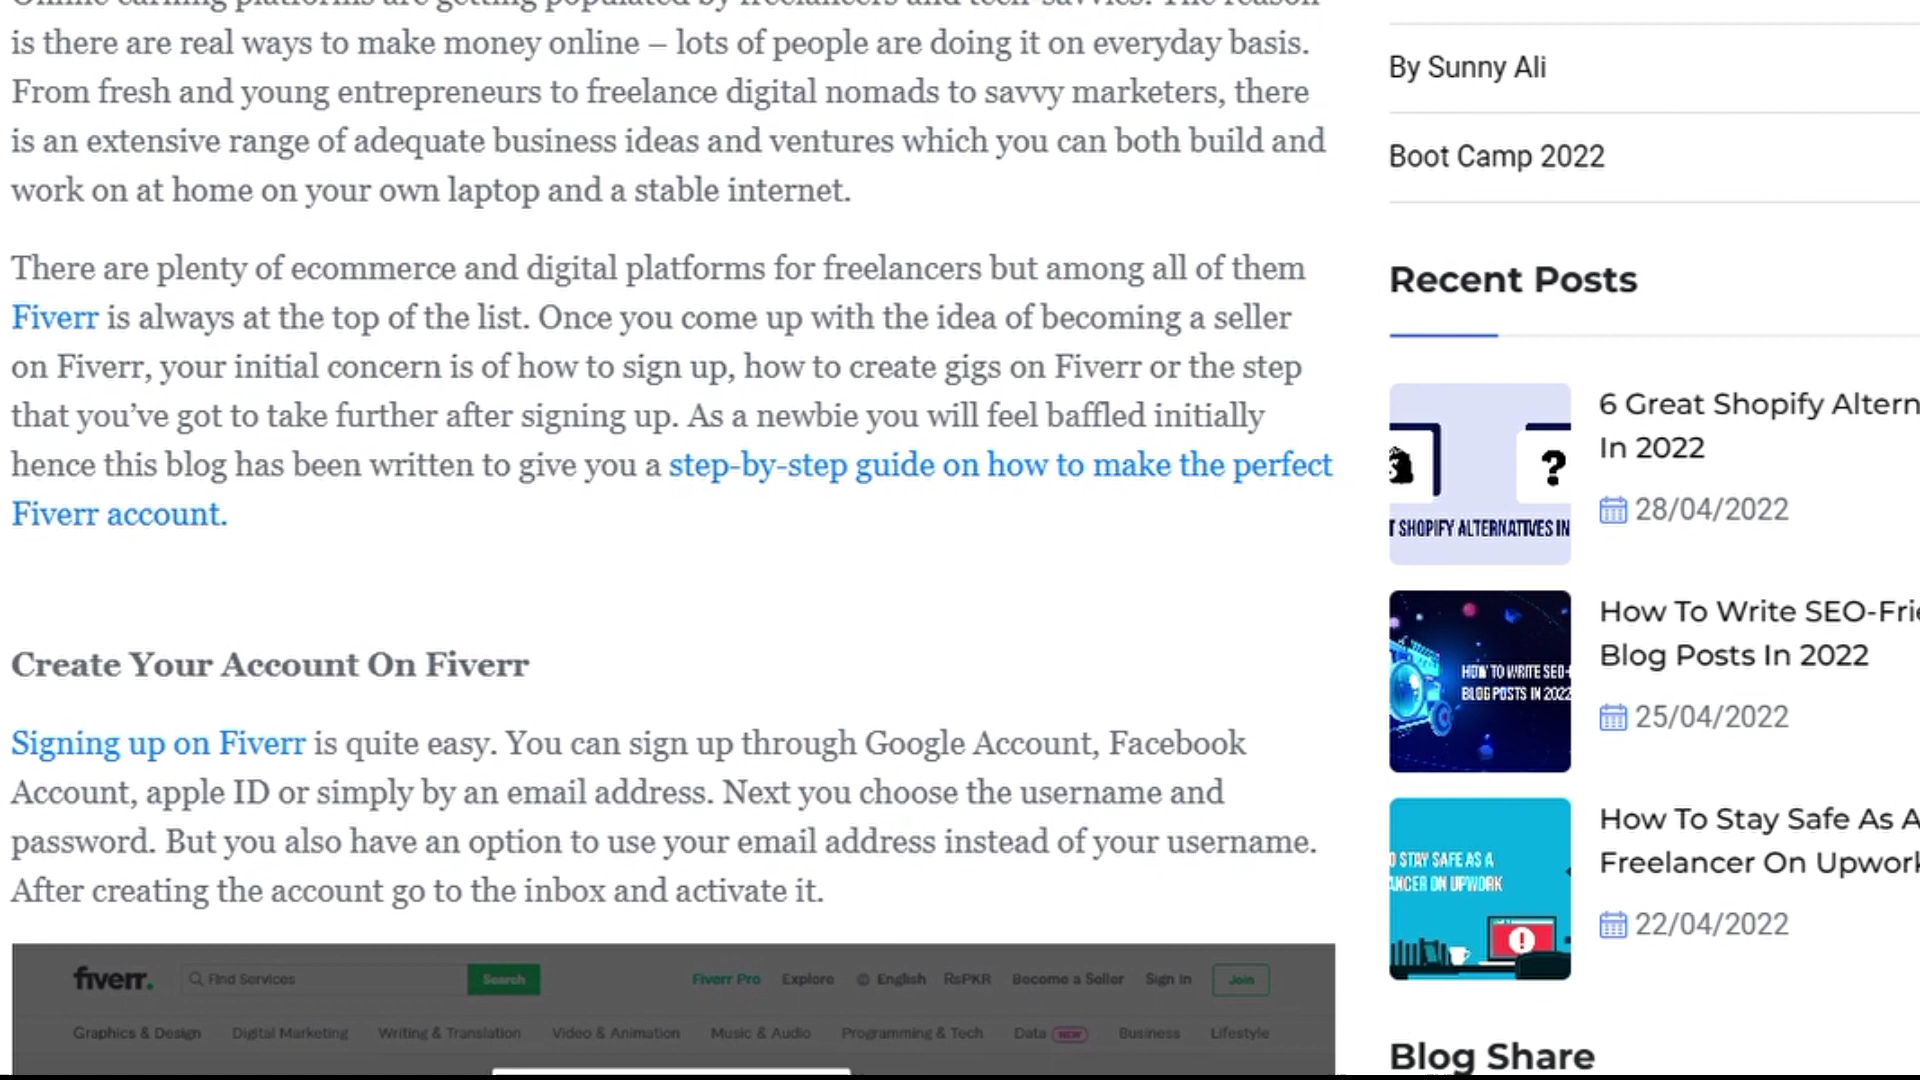 is there are real ways to make money online – lots of people are doing it on everyday basis.
From fresh and young entrepreneurs to freelance digital nomads to savvy marketers, there
is an extensive range of adequate business ideas and ventures which you can both build and
work on at home on your own laptop and a stable internet.
There are plenty of ecommerce and digital platforms for freelancers but among all of them
Fiverr is always at the top of the list. Once you come up with the idea of becoming a seller
on Fiverr, your initial concern is of how to sign up, how to create gigs on Fiverr or the step
that you’ve got to take further after signing up. As a newbie you will feel baffled initially
hence this blog has been written to give you a step-by-step guide on how to make the perfect
Fiverr account.
Create Your Account On Fiverr
Signing up on Fiverr is quite easy. You can sign up through Google Account, Facebook
Account, apple ID or simply by an email address. Next you choose the username and
password. But you also have an option to use your email address instead of your username.
After creating the account go to the inbox and activate it.
fiverr. Find Services Search Fiverr Pro Explore English RsPKR Become a Seller Sign in Join
Graphics & Design Digital Marketing Writing & Translation Video & Animation Music & Audio Programming & Tech Data NEW Business Lifestyle
By Sunny Ali
Boot Camp 2022
Recent Posts
6 Great Shopify Altern
In 2022
28/04/2022
?
T SHOPIFY ALTERNATIVES IN
How To Write SEO-Frie
Blog Posts In 2022
25/04/2022
HOW TO WRITE SEO-
BLOG POSTS IN 2022
How To Stay Safe As A
Freelancer On Upwork
22/04/2022
O STAY SAFE AS A
ANCER ON UPWORK
Blog Share